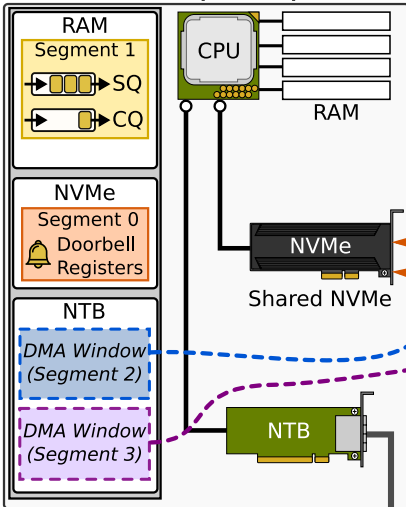 RAM
Segment 1
SQ
CQ
NVMe
Segment 0
Doorbell
Registers
NTB
DMA Window
(Segment 2)
DMA Window
(Segment 3)
CPU
RAM
NVMe
Shared NVMe
NTB